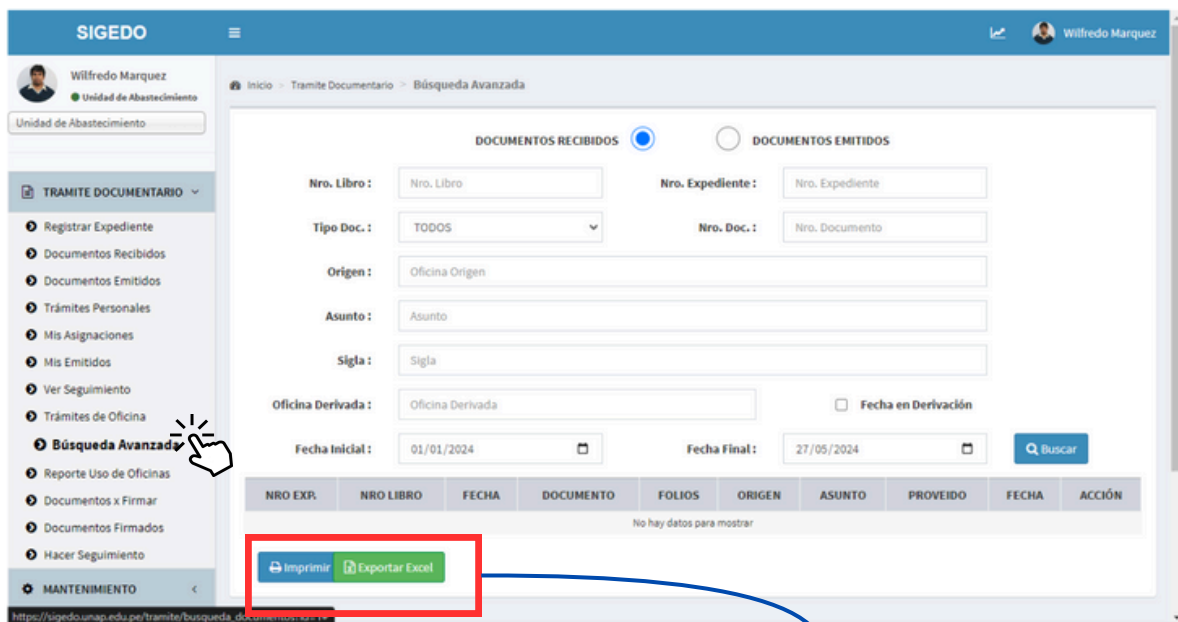 SIGEDO
Wilfredo Marquez
Wilfredo Marquez
Unidad de Abastecimiento
Unidad de Abastecimiento
Inicio > Tramite Documentario > Búsqueda Avanzada
DOCUMENTOS RECIBIDOS DOCUMENTOS EMITIDOS
Nro. Libro : Nro. Libro Nro. Expediente : Nro. Expediente
Tipo Doc. : TODOS Nro. Doc. : Nro. Documento
Origen : Oficina Origen
Asunto : Asunto
Sigla : Sigla
Oficina Derivada : Oficina Derivada Fecha en Derivación
Fecha Inicial : 01/01/2024 Fecha Final : 27/05/2024 Buscar
NRO EXP. NRO LIBRO FECHA DOCUMENTO FOLIOS ORIGEN ASUNTO PROVEIDO FECHA ACCIÓN
No hay datos para mostrar
Imprimir Exportar Excel
TRAMITE DOCUMENTARIO
Registrar Expediente
Documentos Recibidos
Documentos Emitidos
Trámites Personales
Mis Asignaciones
Mis Emitidos
Ver Seguimiento
Trámites de Oficina
Búsqueda Avanzada
Reporte Uso de Oficinas
Documentos x Firmar
Documentos Firmados
Hacer Seguimiento
MANTENIMIENTO